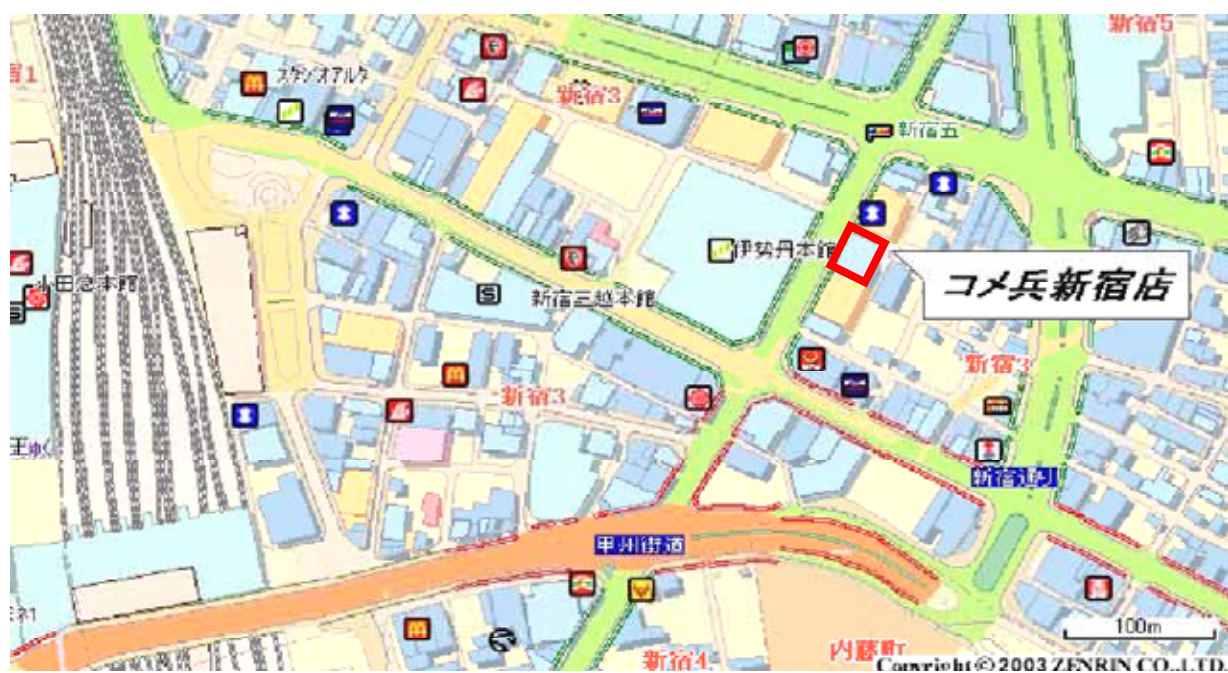 新宿5
宿1
スタジオアルタ
新宿3
新宿五
伊勢丹本館
小田急本館
コメ兵新宿店
新宿三越本館
新宿3
新宿3
新宿通り
甲州街道
100m
新宿4
内藤町
Copyright © 2003 ZENRIN CO.,LTD.